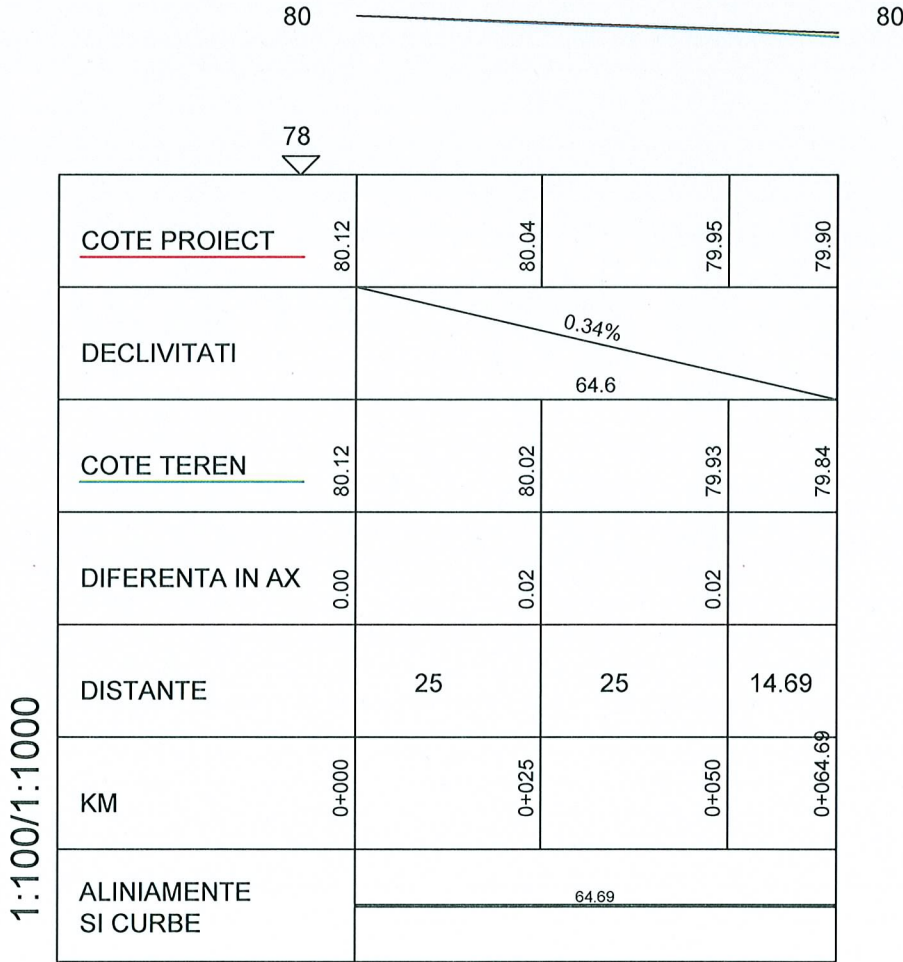 80 80
78
COTE PROIECT 80.12 80.04 79.95 79.90
DECLIVITATI 0.34%
64.6
COTE TEREN 80.12 80.02 79.93 79.84
DIFERENTA IN AX 0.00 0.02 0.02
DISTANTE 25 25 14.69
KM 0+000 0+025 0+050 0+064.69
ALINIAMENTE
SI CURBE 64.69
1:100/1:1000